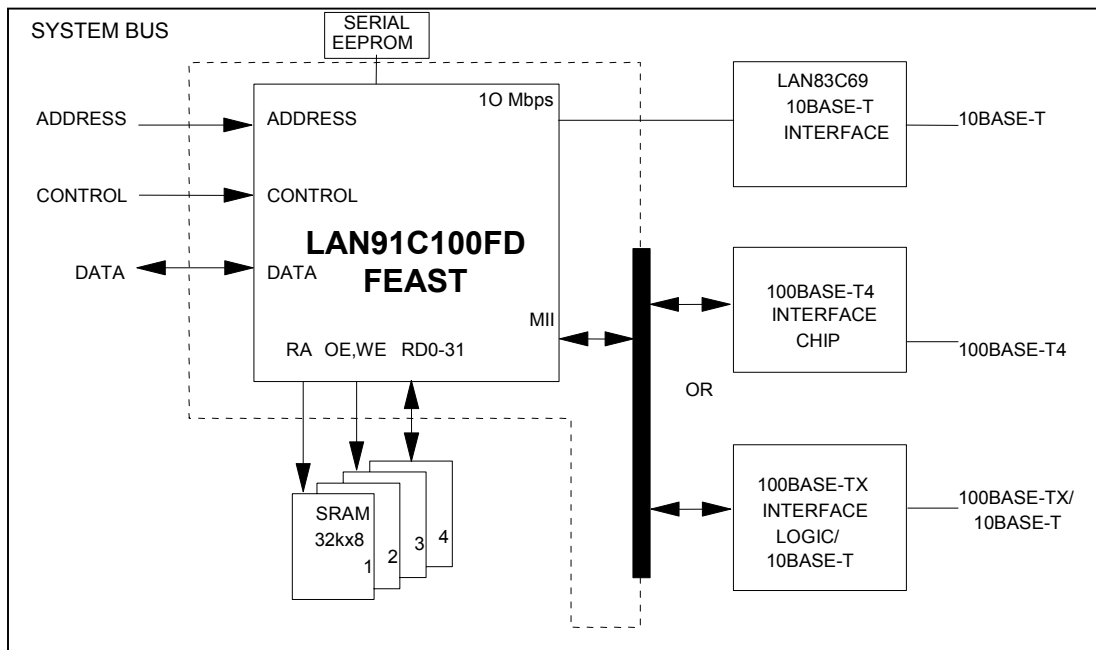 SYSTEM BUS
SERIAL
EEPROM
ADDRESS
CONTROL
DATA
ADDRESS
CONTROL
DATA
1O Mbps
LAN91C100FD
FEAST
MII
RA OE,WE RD0-31
SRAM
32kx8
1
2
3
4
LAN83C69
10BASE-T
INTERFACE
10BASE-T
100BASE-T4
INTERFACE
CHIP
100BASE-T4
OR
100BASE-TX
INTERFACE
LOGIC/
10BASE-T
100BASE-TX/
10BASE-T